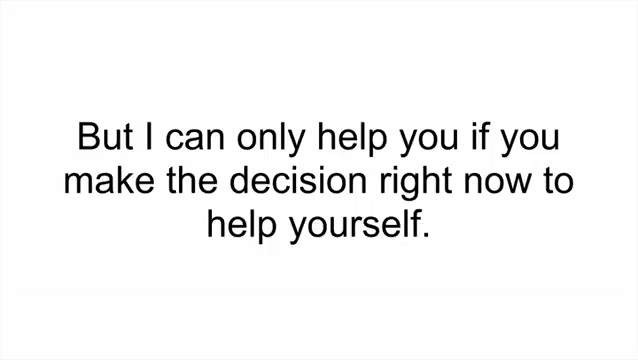 But I can only help you if you
make the decision right now to
help yourself.